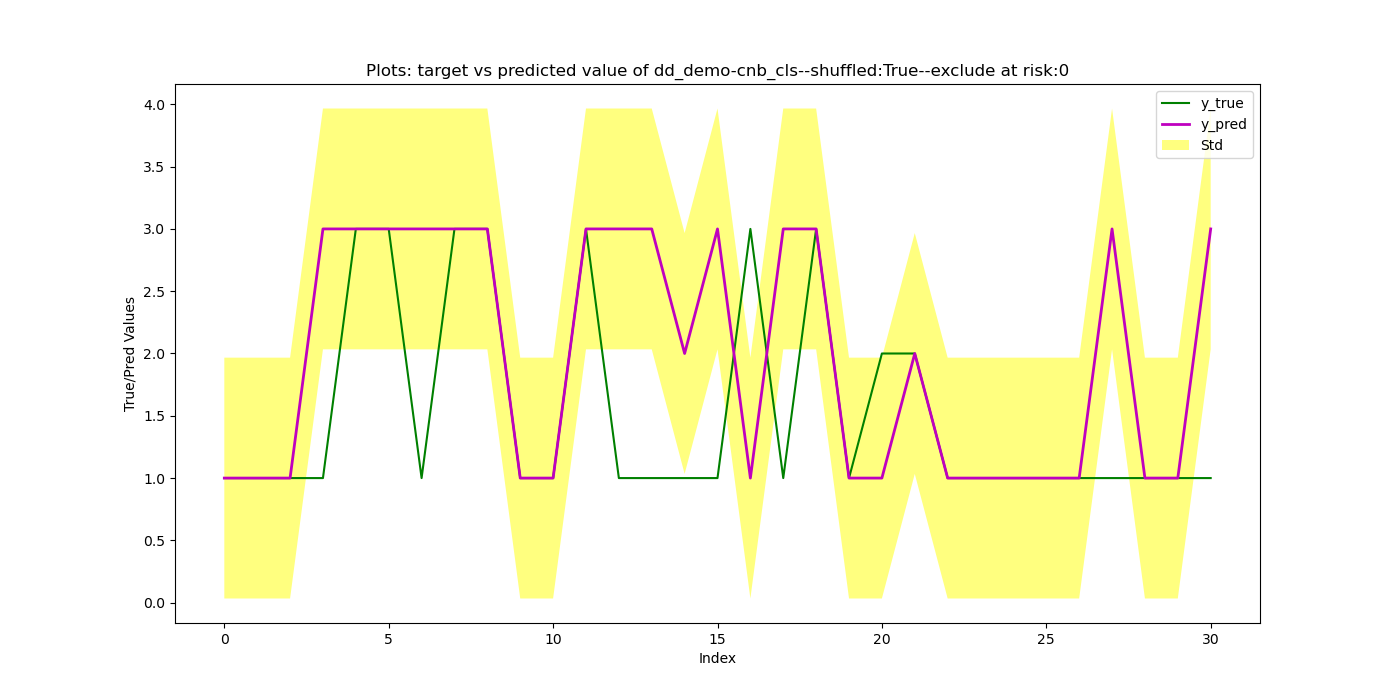 Plots: target vs predicted value of dd_demo-cnb_cls--shuffled:True--exclude at risk:0
y_true
y_pred
Std
True/Pred Values
4.0
3.5
3.0
2.5
2.0
1.5
1.0
0.5
0.0
0 5 10 15 20 25 30
Index